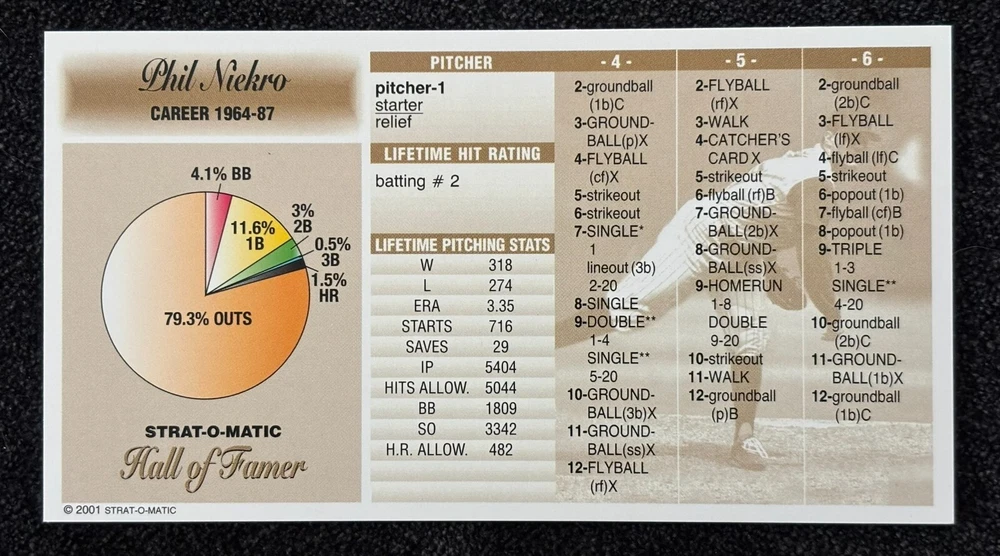 Phil Niekro
CAREER 1964-87
4.1% BB
11.6%
1B
3%
2B
0.5%
3B
1.5%
HR
79.3% OUTS
STRAT-O-MATIC
Hall of Famer
© 2001 STRAT-O-MATIC
PITCHER
pitcher-1
starter
relief
LIFETIME HIT RATING
batting # 2
LIFETIME PITCHING STATS
W 318
L 274
ERA 3.35
STARTS 716
SAVES 29
IP 5404
HITS ALLOW. 5044
BB 1809
SO 3342
H.R. ALLOW. 482
- 4 -
2-groundball
(1b)C
3-GROUND-
BALL(p)X
4-FLYBALL
(cf)X
5-strikeout
6-strikeout
7-SINGLE*
1
lineout(3b)
2-20
8-SINGLE
9-DOUBLE**
1-4
SINGLE**
5-20
10-GROUND-
BALL(3b)X
11-GROUND-
BALL(ss)X
12-FLYBALL
(rf)X
- 5 -
2-FLYBALL
(rf)X
3-WALK
4-CATCHER'S
CARD X
5-strikeout
6-flyball (rf)B
7-GROUND-
BALL(2b)X
8-GROUND-
BALL(ss)X
9-HOMERUN
1-8
DOUBLE
9-20
10-strikeout
11-WALK
12-groundball
(p)B
- 6 -
2-groundball
(2b)C
3-FLYBALL
(lf)X
4-flyball (lf)C
5-strikeout
6-popout (1b)
7-flyball (cf)B
8-popout (1b)
9-TRIPLE
1-3
SINGLE**
4-20
10-groundball
(2b)C
11-GROUND-
BALL(1b)X
12-groundball
(1b)C